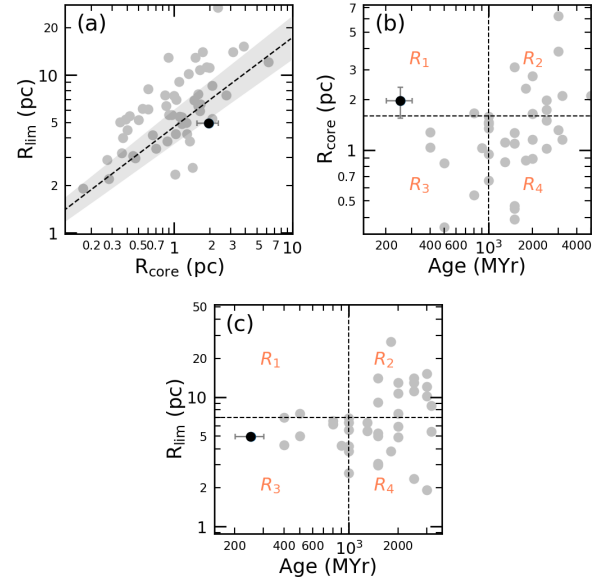 (a)
20
10
5
2
1
R_lim (pc)
0.2 0.3 0.50.7 1 2 3 5 7 10
R_core (pc)
(b)
7
5
4
3
2
1
0.7
0.5
R_core (pc)
R_1 R_2
R_3 R_4
200 400 600 10^3 2000 4000
Age (MYr)
(c)
50
20
10
5
2
1
R_lim (pc)
R_1 R_2
R_3 R_4
200 400 600 10^3 2000
Age (MYr)